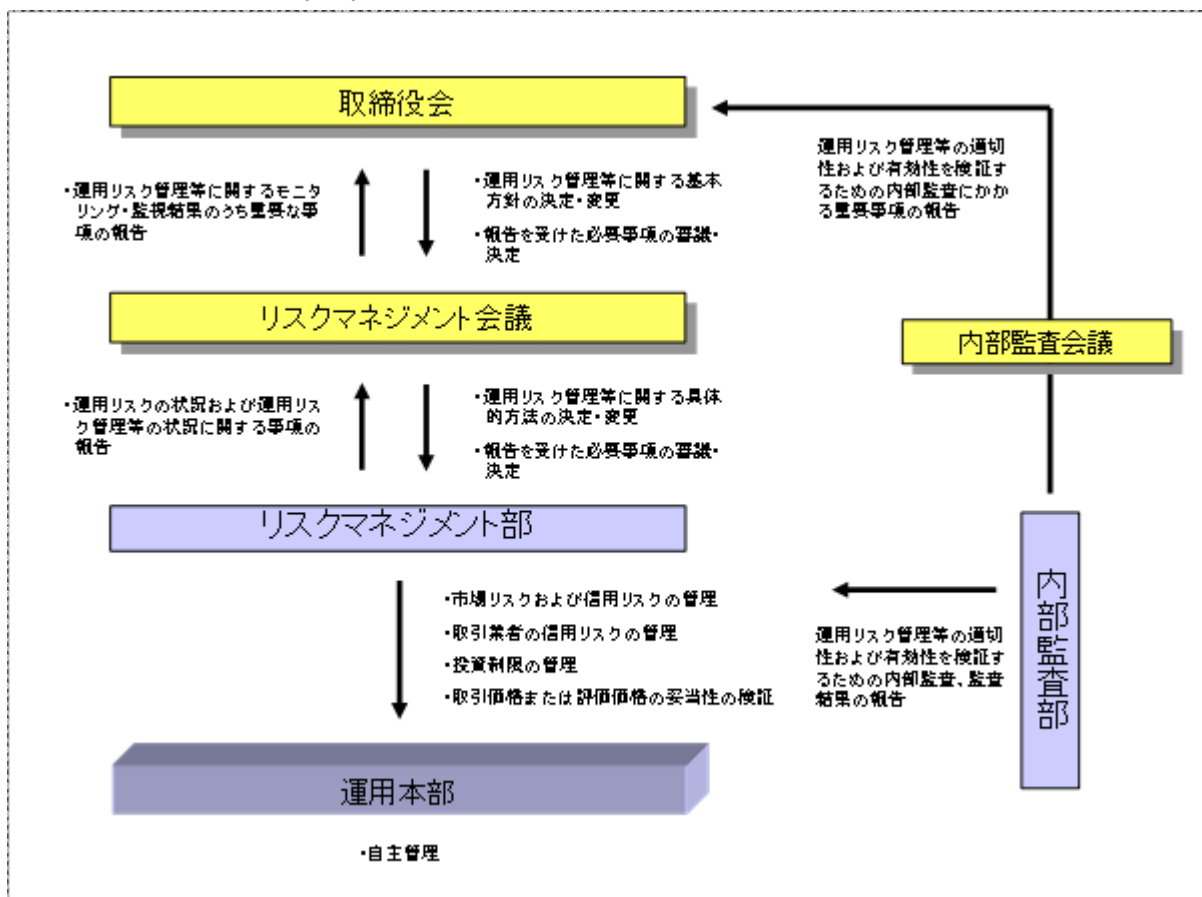 取締役会
・運用リスク管理等に関するモニ
タリング・監視結果のうち重要な事
項の報告
・運用リスク管理等に関する基本
方針の決定・変更
・報告を受けた必要事項の審議・
決定
運用リスク管理等の適切
性および有効性を検証す
るための内部監査にかか
る重要事項の報告
リスクマネジメント会議
内部監査会議
・運用リスクの状況および運用リス
ク管理等の状況に関する事項の
報告
・運用リスク管理等に関する具体
的方法の決定・変更
・報告を受けた必要事項の審議・
決定
リスクマネジメント部
内部監査部
・市場リスクおよび信用リスクの管理
・取引業者の信用リスクの管理
・投資制限の管理
・取引価格または評価価格の妥当性の検証
運用リスク管理等の適切
性および有効性を検証す
るための内部監査、監査
結果の報告
運用本部
・自主管理